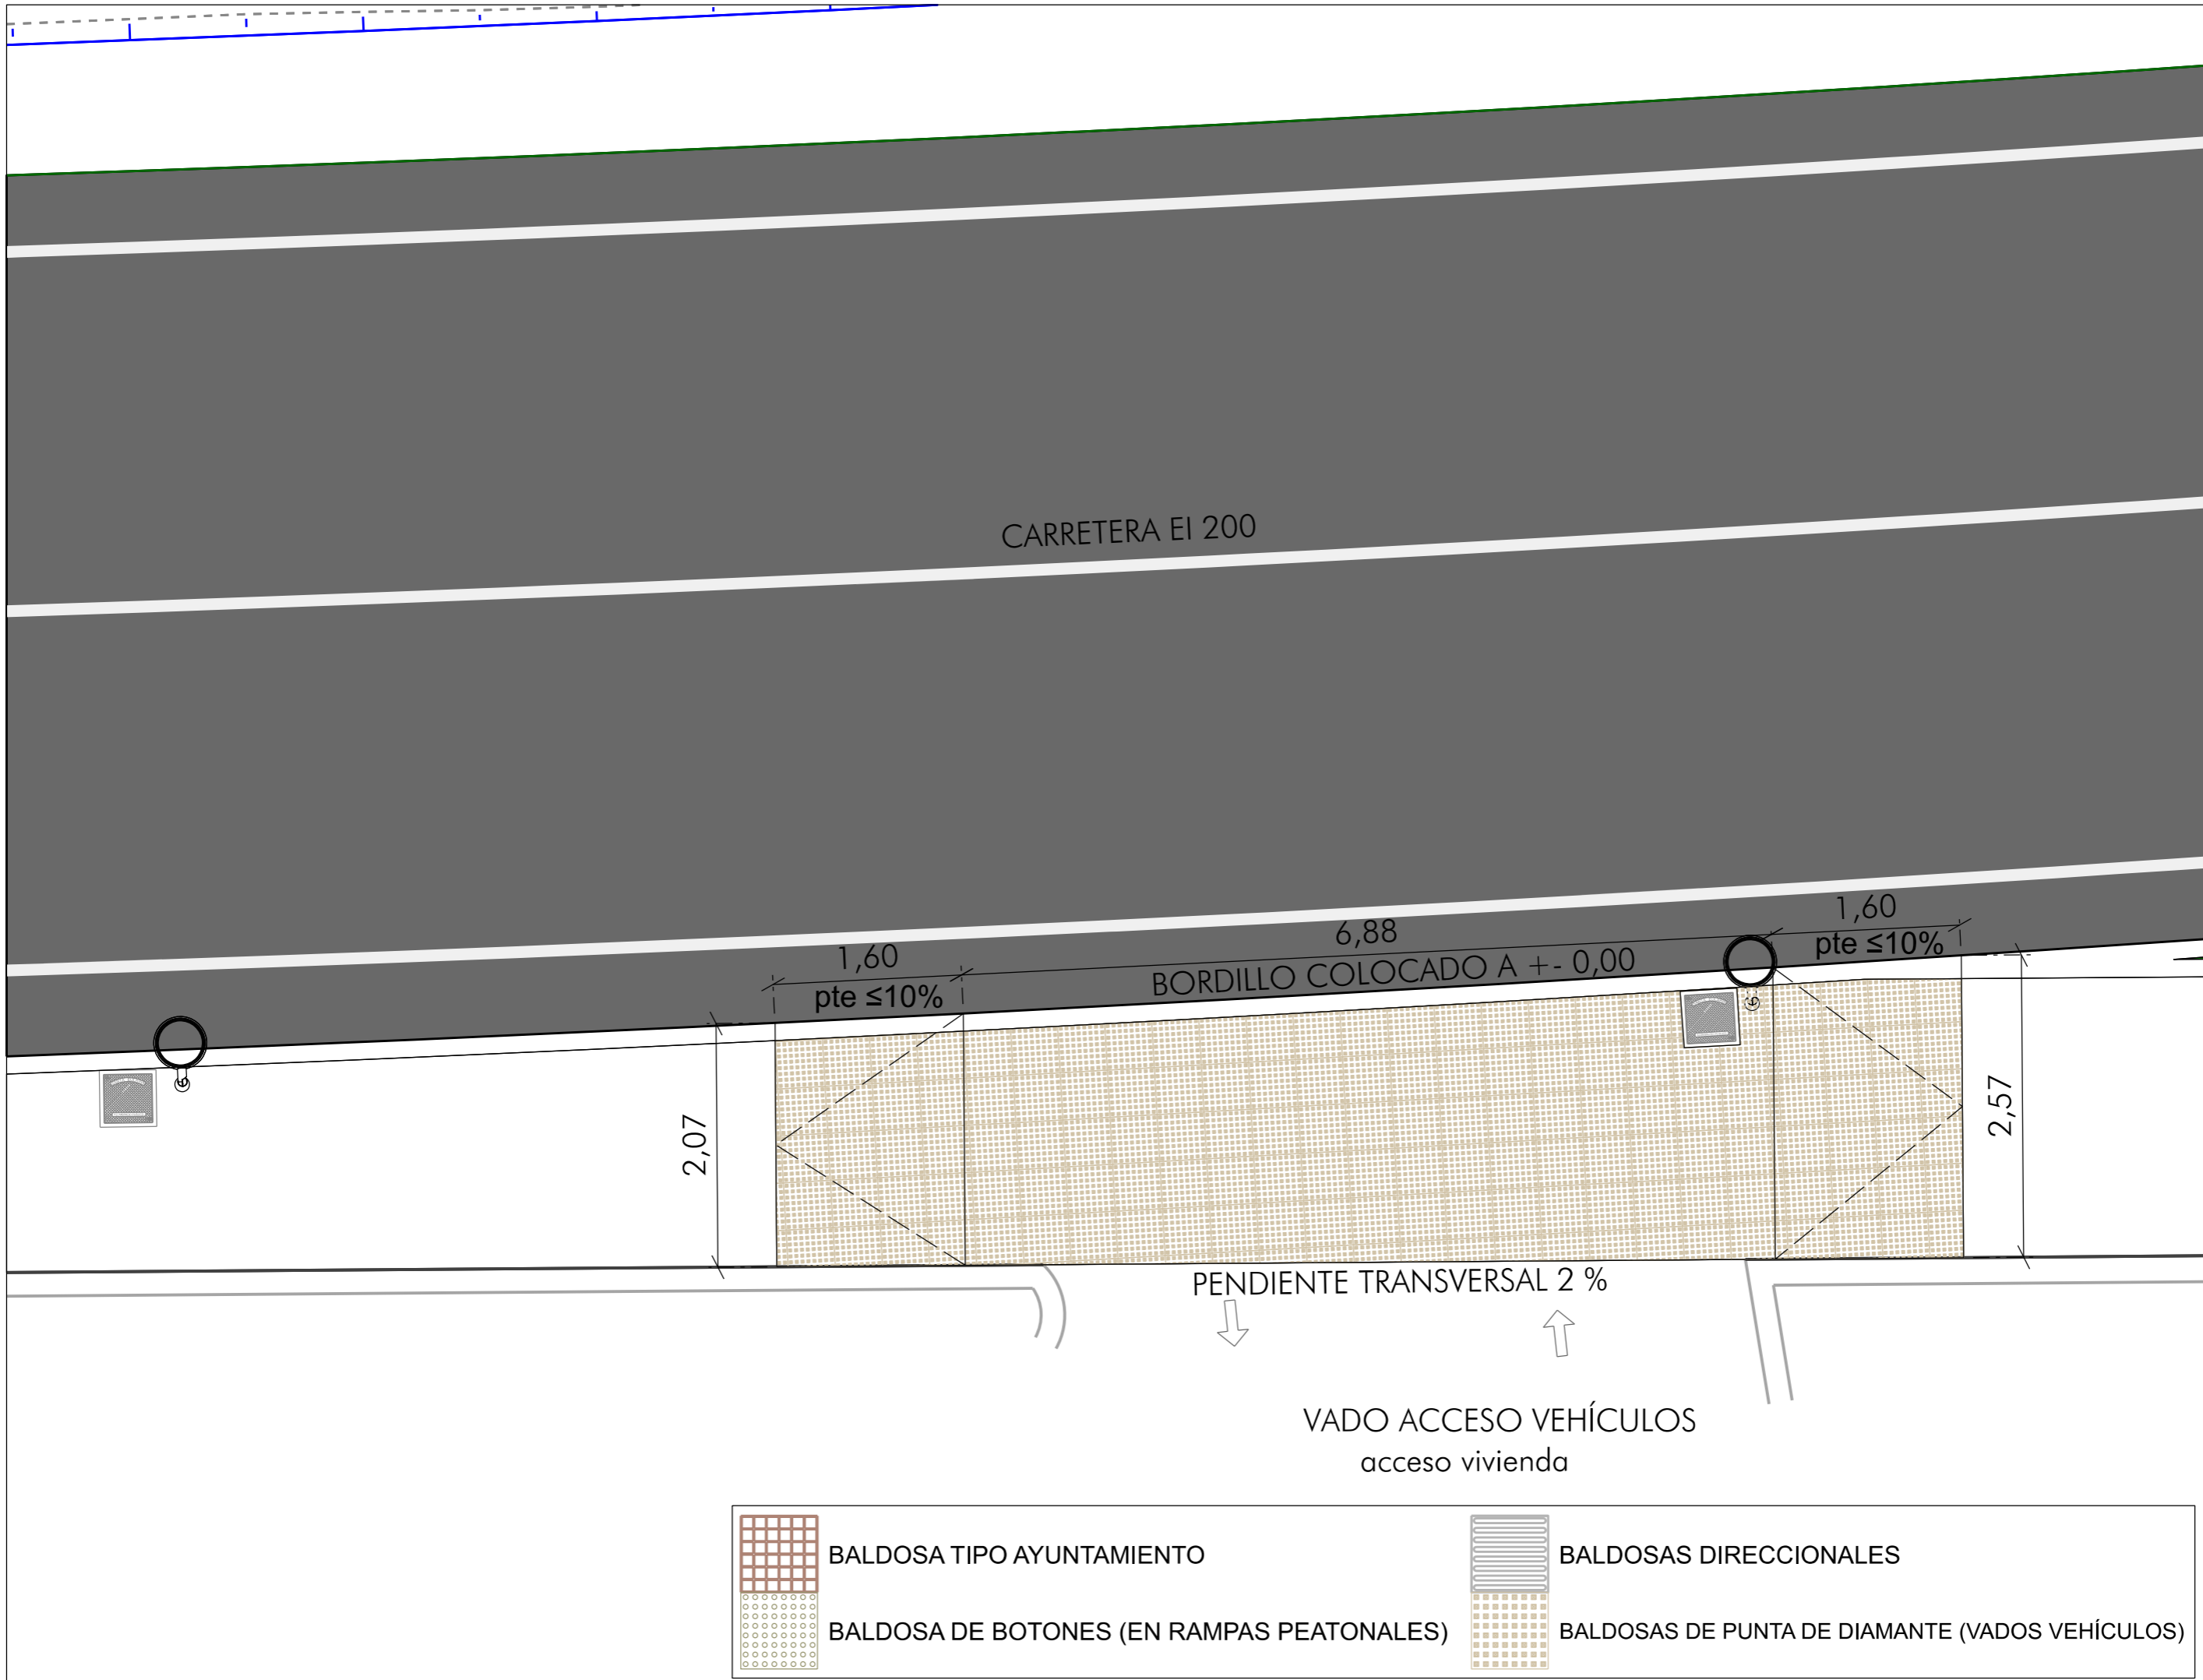 CARRETERA EI 200
1,60
pte ≤10%
6,88
BORDILLO COLOCADO A +- 0,00
1,60
pte ≤10%
2,07
2,57
PENDIENTE TRANSVERSAL 2 %
VADO ACCESO VEHÍCULOS
acceso vivienda
BALDOSA TIPO AYUNTAMIENTO
BALDOSAS DIRECCIONALES
BALDOSA DE BOTONES (EN RAMPAS PEATONALES)
BALDOSAS DE PUNTA DE DIAMANTE (VADOS VEHÍCULOS)